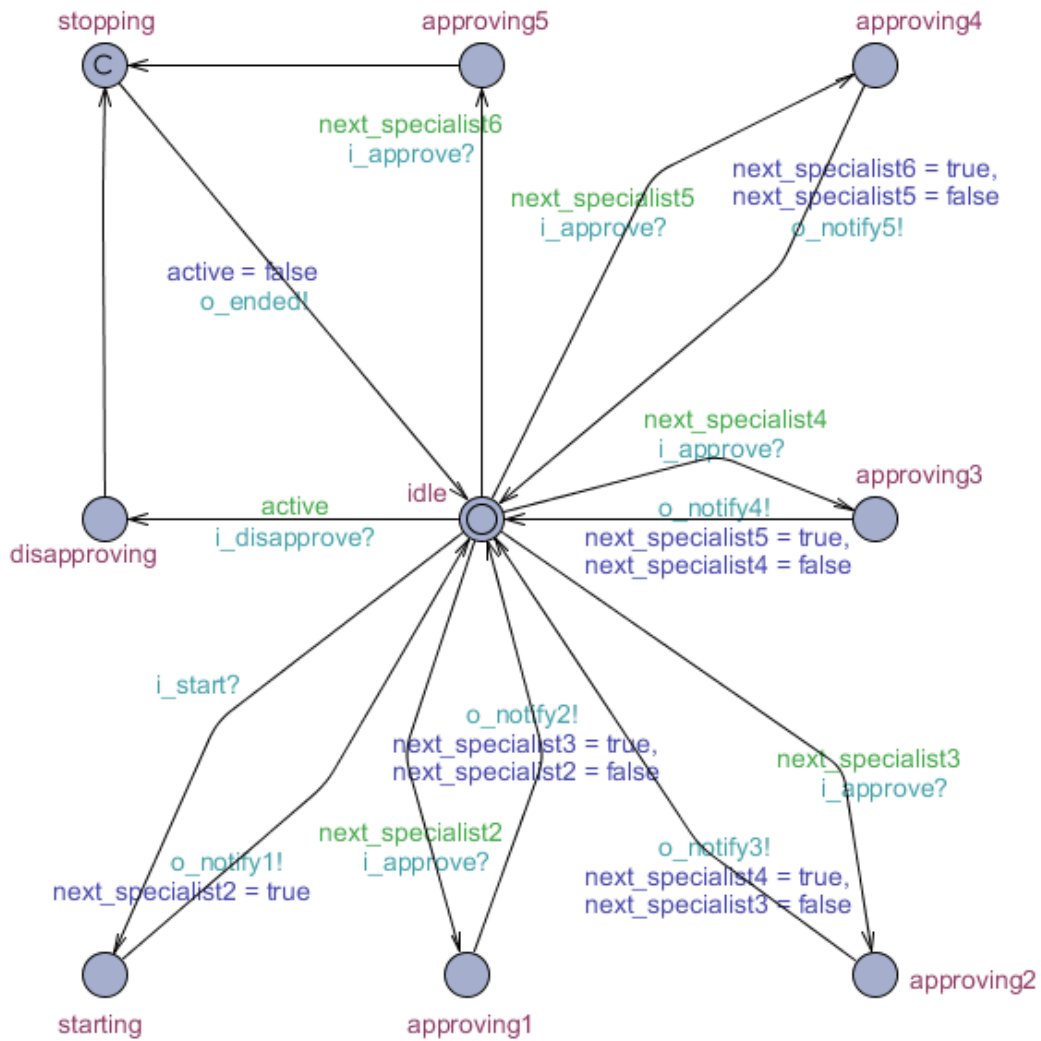 stopping
approving5
approving4
C
next_specialist6
i_approve?
next_specialist5
i_approve?
next_specialist6 = true,
next_specialist5 = false
o_notify5!
active = false
o_ended!
next_specialist4
i_approve?
approving3
idle
active
i_disapprove?
o_notify4!
next_specialist5 = true,
next_specialist4 = false
disapproving
i_start?
o_notify2!
next_specialist3 = true,
next_specialist2 = false
next_specialist3
i_approve?
next_specialist2
i_approve?
o_notify1!
next_specialist2 = true
o_notify3!
next_specialist4 = true,
next_specialist3 = false
approving2
starting
approving1